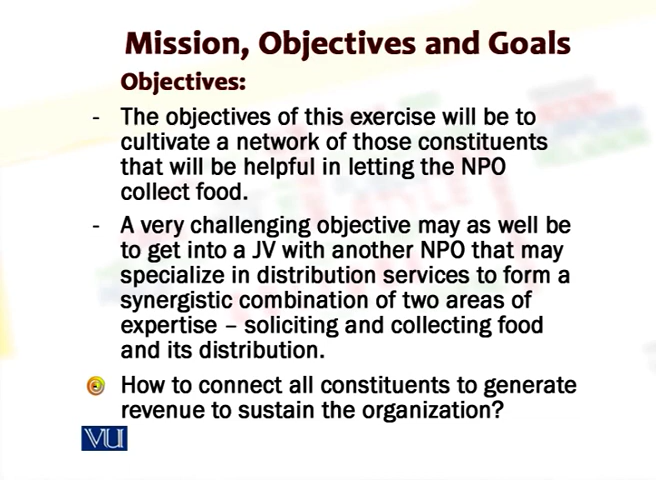 Mission, Objectives and Goals
Objectives:
- The objectives of this exercise will be to
cultivate a network of those constituents
that will be helpful in letting the NPO
collect food.
- A very challenging objective may as well be
to get into a JV with another NPO that may
specialize in distribution services to form a
synergistic combination of two areas of
expertise – soliciting and collecting food
and its distribution.
How to connect all constituents to generate
revenue to sustain the organization?
VU